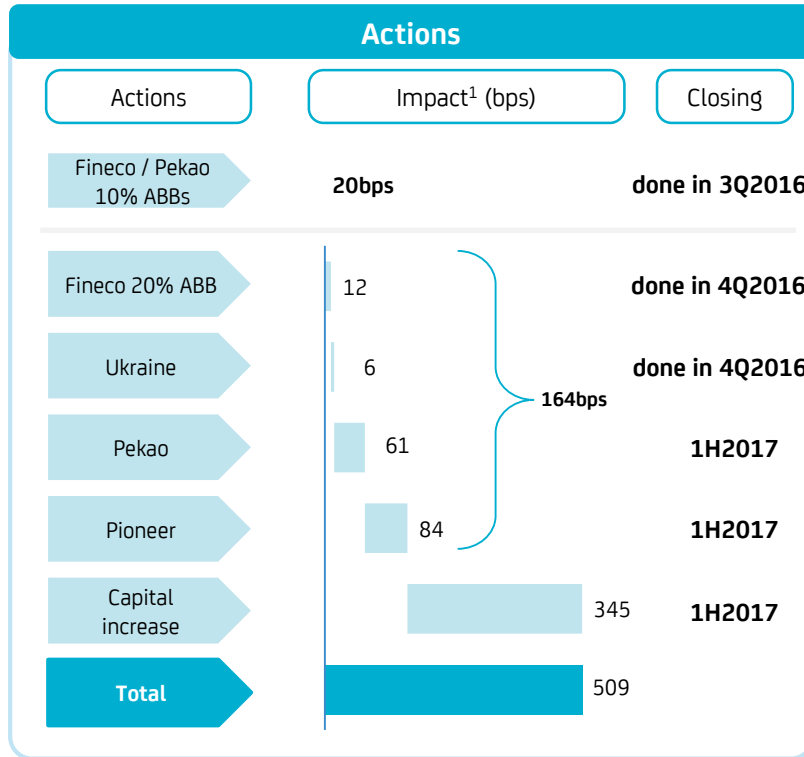 Actions
Actions Impact¹ (bps) Closing
Fineco / Pekao
10% ABBs
20bps
done in 3Q2016
Fineco 20% ABB
12
done in 4Q2016
Ukraine
6
done in 4Q2016
164bps
Pekao
61
1H2017
Pioneer
84
1H2017
Capital
increase
345
1H2017
Total
509